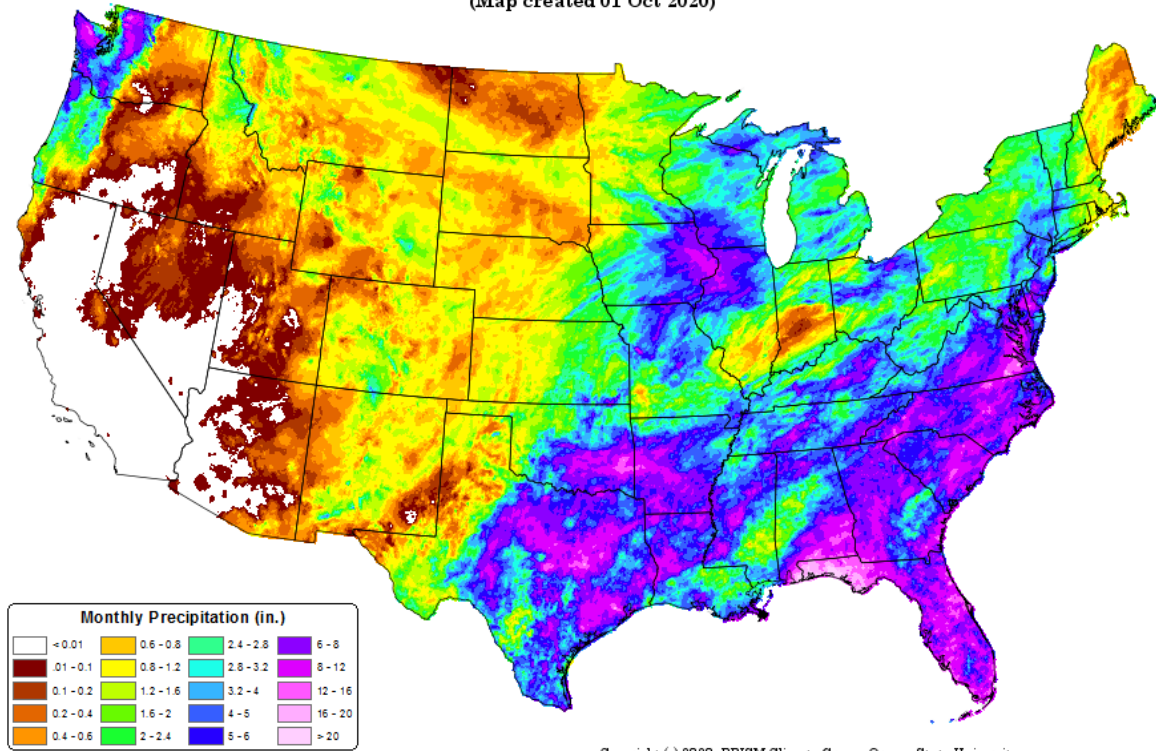 (Map created 01 Oct 2020)
Monthly Precipitation (in.)
< 0.01
0.6 - 0.8
2.4 - 2.8
6 - 8
.01 - 0.1
0.8 - 1.2
2.8 - 3.2
8 - 12
0.1 - 0.2
1.2 - 1.6
3.2 - 4
12 - 16
0.2 - 0.4
1.6 - 2
4 - 5
16 - 20
0.4 - 0.6
2 - 2.4
5 - 6
> 20